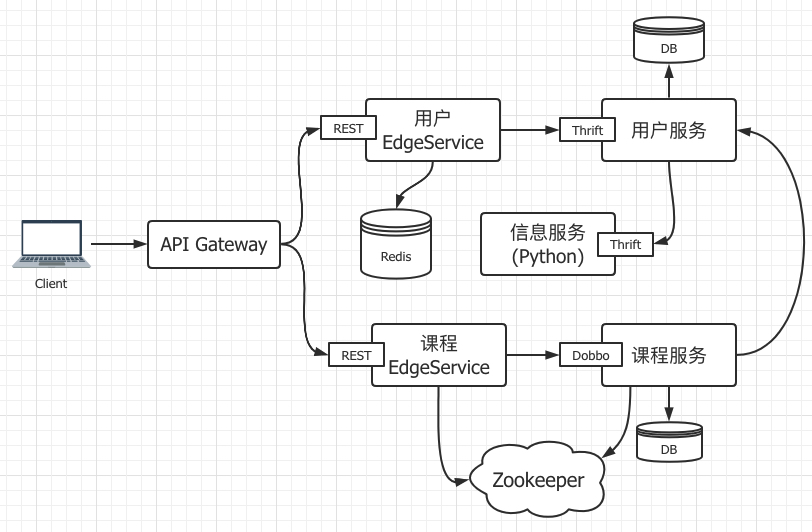 DB
REST
用户
EdgeService
Thrift
用户服务
Client
API Gateway
Redis
信息服务
(Python)
Thrift
REST
课程
EdgeService
Dobbo
课程服务
DB
Zookeeper